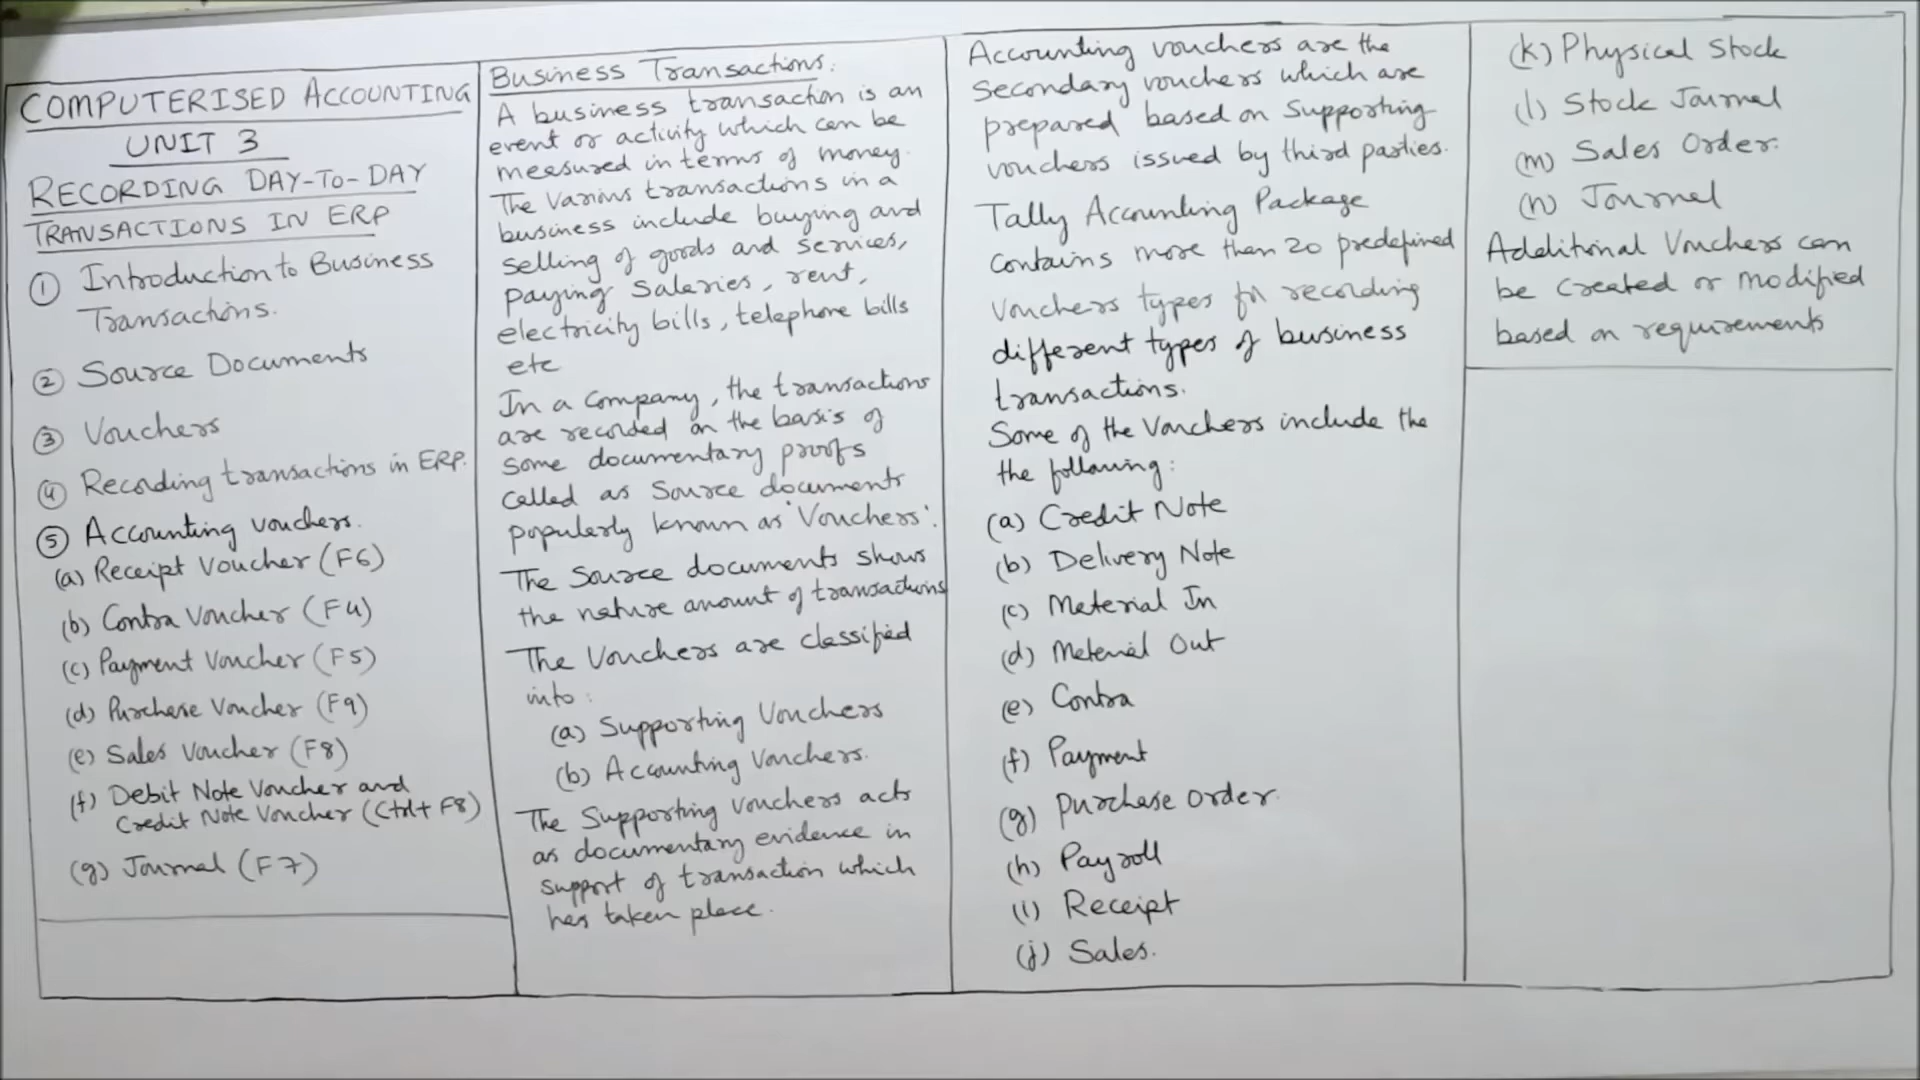 COMPUTERISED ACCOUNTING
UNIT 3
RECORDING DAY-TO-DAY
TRANSACTIONS IN ERP
① Introduction to Business
Transactions.
② Source Documents
③ Vouchers
④ Recording transactions in ERP.
⑤ Accounting vouchers.
(a) Receipt Voucher (F6)
(b) Contra Voucher (F4)
(c) Payment Voucher (F5)
(d) Purchase Voucher (F9)
(e) Sales Voucher (F8)
(f) Debit Note Voucher and
Credit Note Voucher (Ctrl+F8)
(g) Journal (F7)
Business Transactions.
A business transaction is an
event or activity which can be
measured in terms of money.
The Various transactions in a
business include buying and
selling of goods and services,
paying salaries, rent,
electricity bills, telephone bills
etc
In a company, the transactions
are recorded on the basis of
some documentary proofs
called as Source documents
popularly known as 'Vouchers'.
The Source documents shows
the nature amount of transactions
The Vouchers are classified
into:
(a) Supporting Vouchers
(b) Accounting Vouchers.
The Supporting vouchers acts
as documentary evidence in
support of transaction which
has taken place.
Accounting vouchers are the
Secondary vouchers which are
prepared based on Supporting
vouchers issued by third parties.
Tally Accounting Package
contains more than 20 predefined
Vouchers types for recording
different types of business
transactions.
Some of the Vouchers include the
the following:
(a) Credit Note
(b) Delivery Note
(c) Material In
(d) Material Out
(e) Contra
(f) Payment
(g) Purchase Order.
(h) Payroll
(i) Receipt
(j) Sales.
(k) Physical Stock
(l) Stock Journal
(m) Sales Order.
(n) Journal
Additional Vouchers can
be created or modified
based on requirements